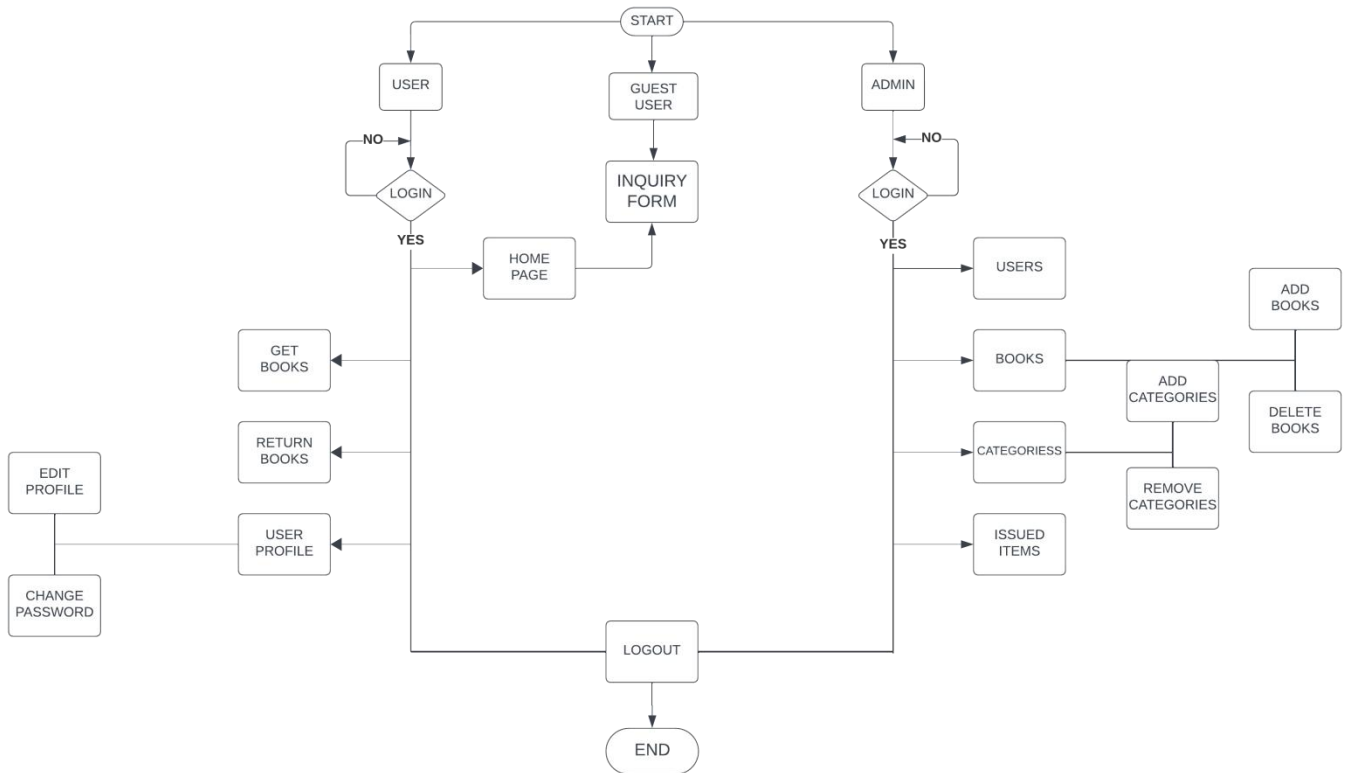 START
USER
GUEST
USER
ADMIN
NO
NO
LOGIN
INQUIRY
FORM
LOGIN
YES
YES
HOME
PAGE
USERS
ADD
BOOKS
GET
BOOKS
BOOKS
ADD
CATEGORIES
DELETE
BOOKS
RETURN
BOOKS
CATEGORIESS
EDIT
PROFILE
REMOVE
CATEGORIES
USER
PROFILE
ISSUED
ITEMS
CHANGE
PASSWORD
LOGOUT
END